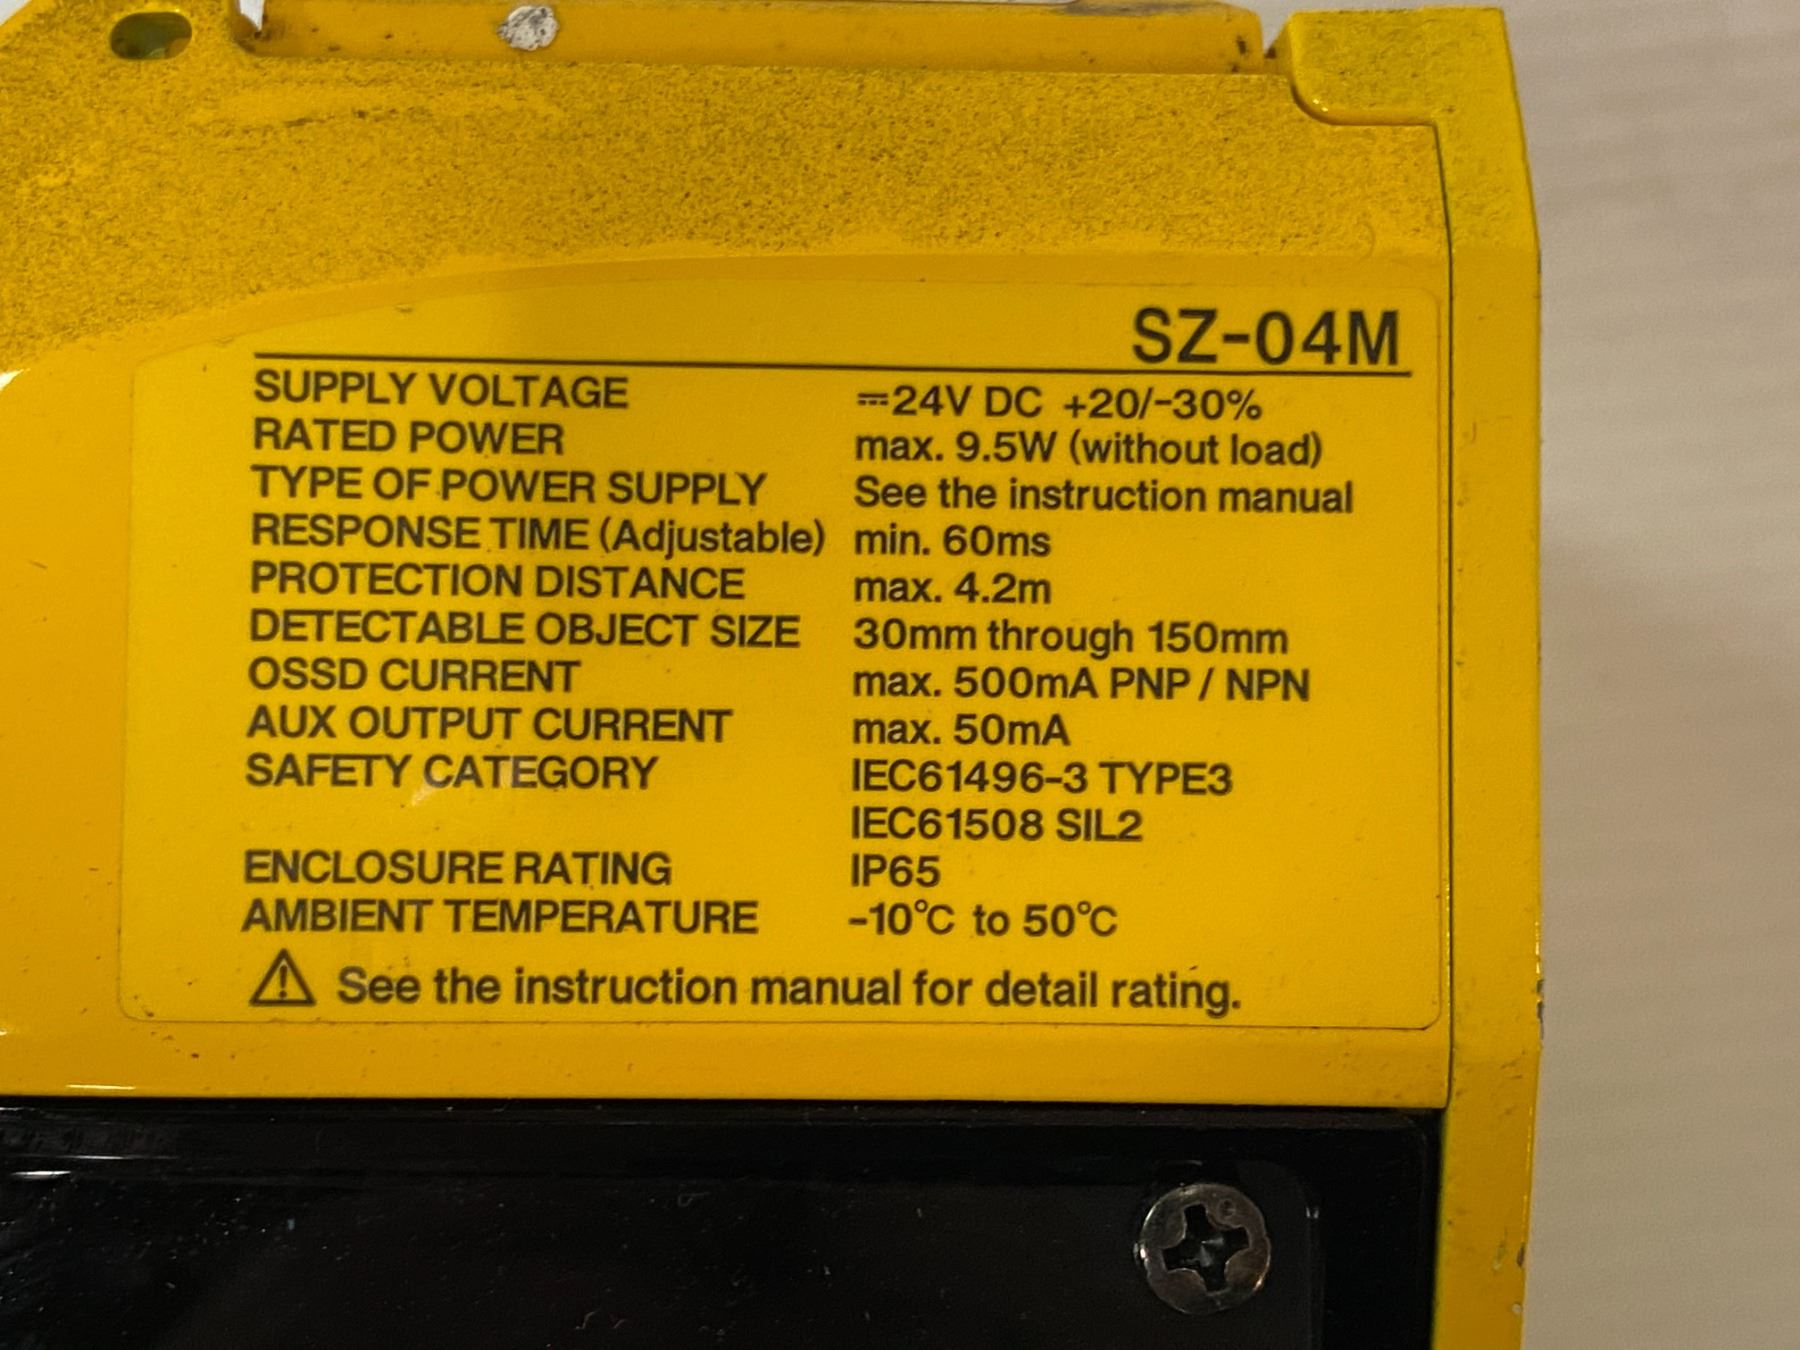 SZ-04M
SUPPLY VOLTAGE ⎓24V DC +20/-30%
RATED POWER max. 9.5W (without load)
TYPE OF POWER SUPPLY See the instruction manual
RESPONSE TIME (Adjustable) min. 60ms
PROTECTION DISTANCE max. 4.2m
DETECTABLE OBJECT SIZE 30mm through 150mm
OSSD CURRENT max. 500mA PNP / NPN
AUX OUTPUT CURRENT max. 50mA
SAFETY CATEGORY IEC61496-3 TYPE3
IEC61508 SIL2
ENCLOSURE RATING IP65
AMBIENT TEMPERATURE -10°C to 50°C
⚠ See the instruction manual for detail rating.